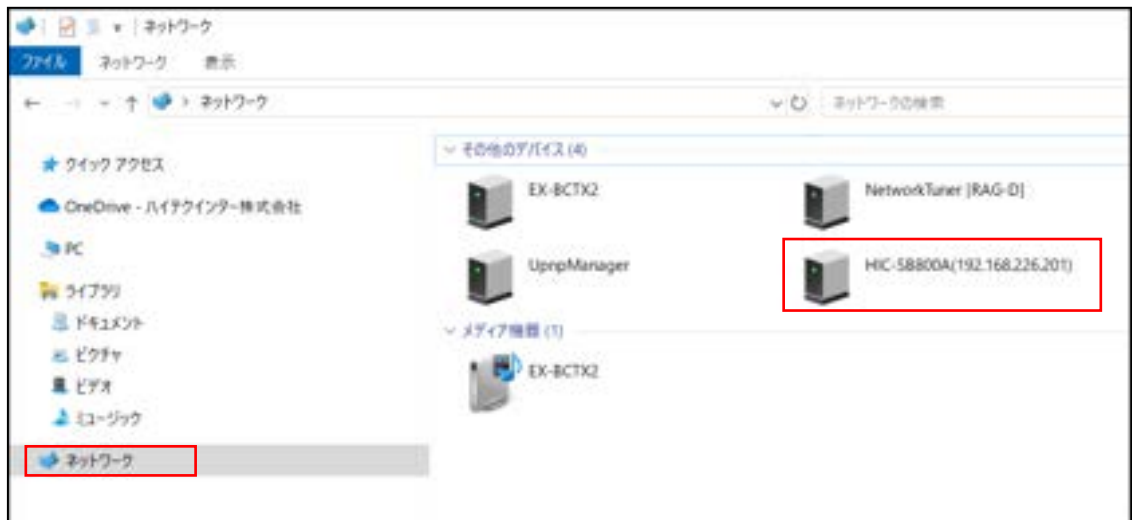 ネットワーク
ファイル ネットワーク 表示
ネットワーク ネットワークの検索
クイック アクセス
OneDrive - ハイテクインター株式会社
PC
ライブラリ
ドキュメント
ピクチャ
ビデオ
ミュージック
ネットワーク
その他のデバイス (4)
EX-BCTX2
NetworkTuner [RAG-D]
UpnpManager
HIC-SB800A(192.168.226.201)
メディア機器 (1)
EX-BCTX2